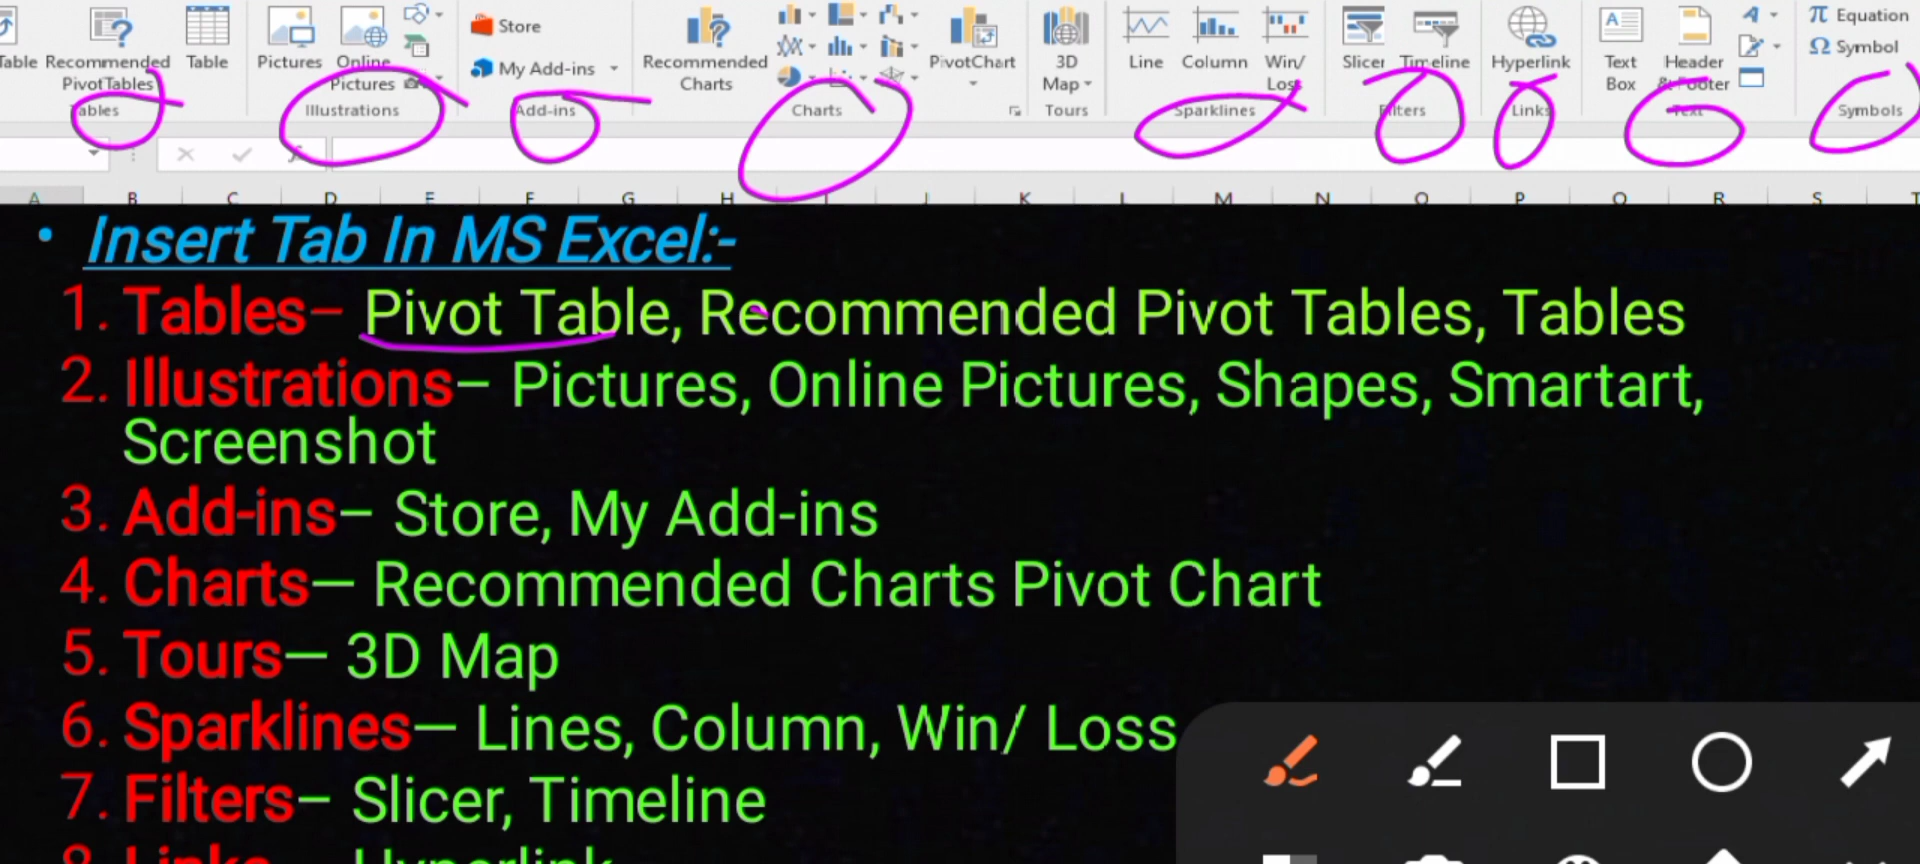 Table Recommended PivotTables Table Pictures Online Pictures Store My Add-ins Recommended Charts PivotChart 3D Map Line Column Win/ Loss Slicer Timeline Hyperlink Text Box Header & Footer π Equation Ω Symbol
Tables Illustrations Add-ins Charts Tours Sparklines Filters Links Text Symbols
fx
A B C D E F G H I J K L M N O P Q R S T
• Insert Tab In MS Excel:-
1. Tables– Pivot Table, Recommended Pivot Tables, Tables
2. Illustrations– Pictures, Online Pictures, Shapes, Smartart,
Screenshot
3. Add-ins– Store, My Add-ins
4. Charts— Recommended Charts Pivot Chart
5. Tours— 3D Map
6. Sparklines— Lines, Column, Win/ Loss
7. Filters– Slicer, Timeline
8. Links— Hyperlink